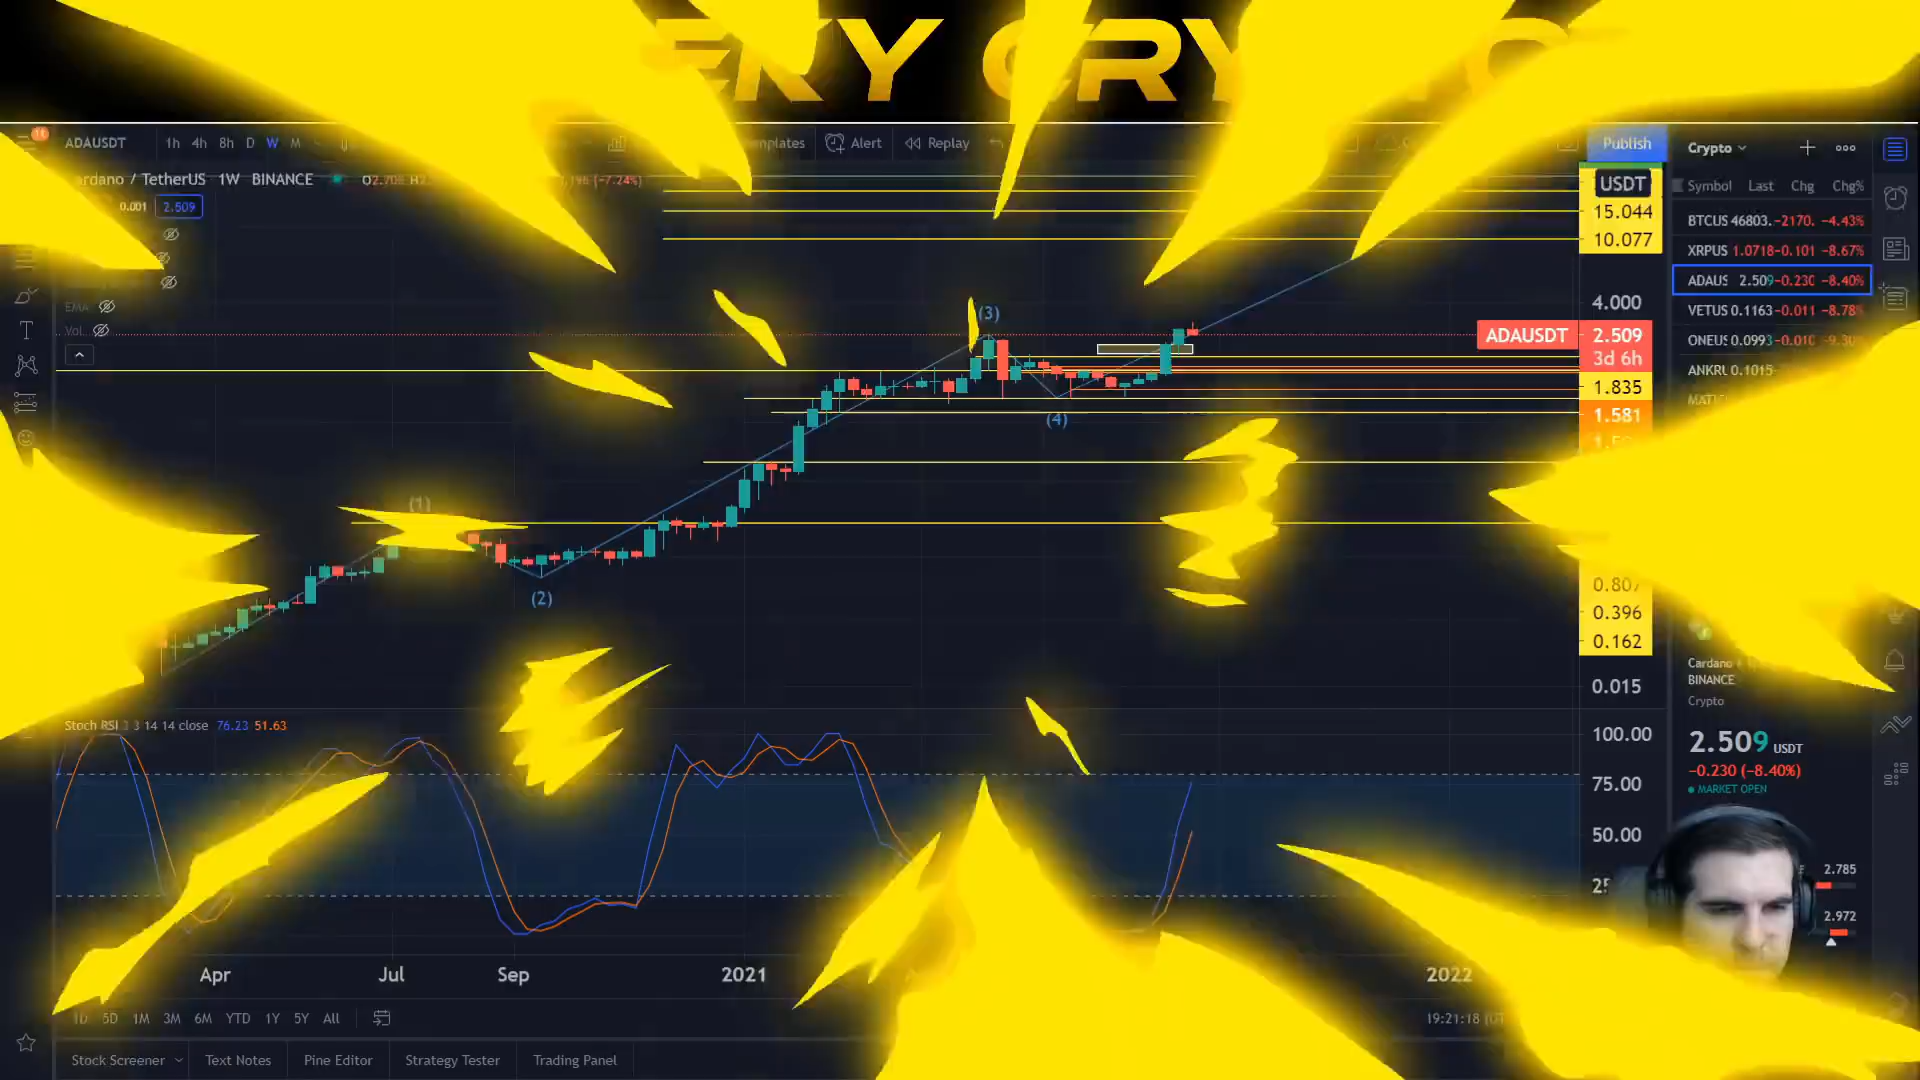 ADAUSDT 1h 4h 8h D W M Alert Replay Publish
/ TetherUS 1W BINANCE
0.001 2.509
EMA
Vol
USDT
15.044
10.077
4.000
ADAUSDT 2.509
3d 6h
1.835
1.581
0.807
0.396
0.162
0.015
(1)
(2)
(3)
(4)
Stoch RSI 3 3 14 14 close 76.23 51.63
100.00
75.00
50.00
Apr Jul Sep 2021 2022
1D 5D 1M 3M 6M YTD 1Y 5Y All 19:21:18
Stock Screener Text Notes Pine Editor Strategy Tester Trading Panel
Crypto
Symbol Last Chg Chg%
BTCUS 46803. -2170. -4.43%
XRPUS 1.0718 -0.101 -8.67%
ADAUS 2.509 -0.230 -8.40%
VETUS 0.1163 -0.011 -8.78%
ONEUS 0.0993 -0.010 -9.30%
ANKRU 0.1015
Cardano
BINANCE
Crypto
2.509 USDT
−0.230 (−8.40%)
MARKET OPEN
2.785
2.972